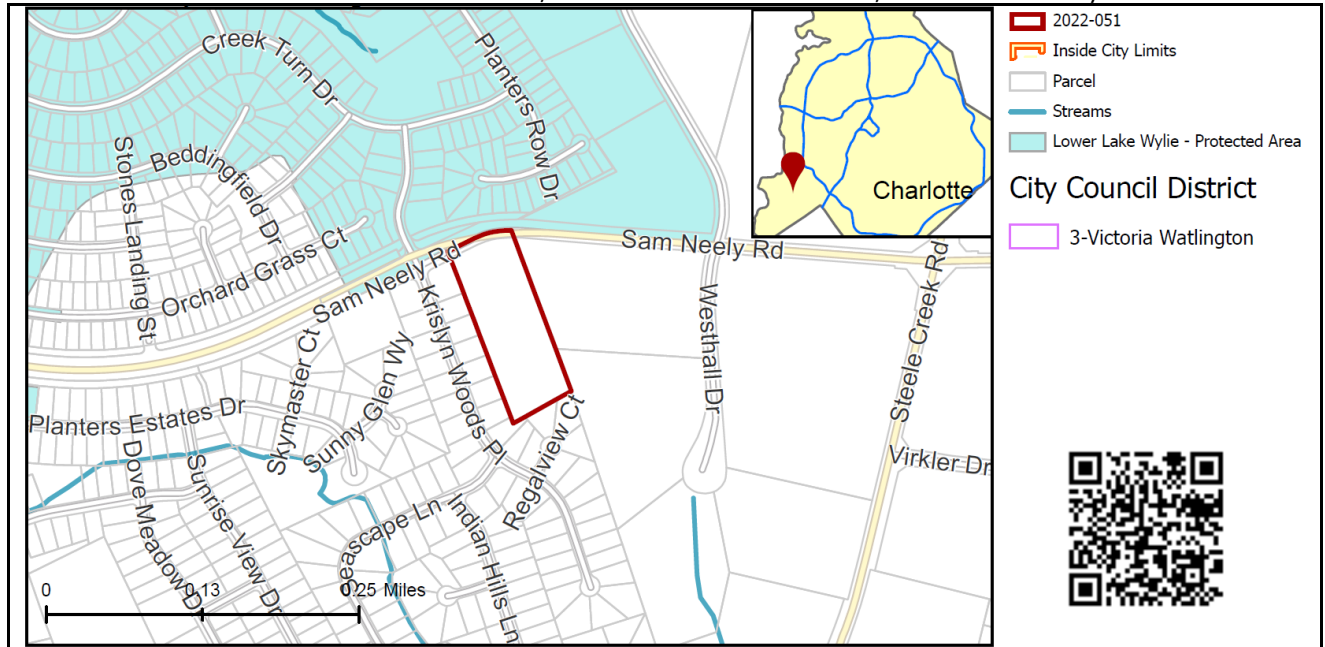 2022-051
Inside City Limits
Parcel
Streams
Lower Lake Wylie - Protected Area
City Council District
3-Victoria Watlington
Charlotte
Creek Turn Dr
Planters Row Dr
Stones Landing St
Beddingfield Dr
Orchard Grass Ct
Sam Neely Rd
Sam Neely Rd
Krislyn Woods Pl
Skymaster Ct
Sunny Glen Wy
Westhall Dr
Steele Creek Rd
Planters Estates Dr
Dove Meadow Dr
Sunrise View Dr
Seascape Ln
Indian Hills Ln
Regalview Ct
Virkler Dr
0 0.13 0.25 Miles